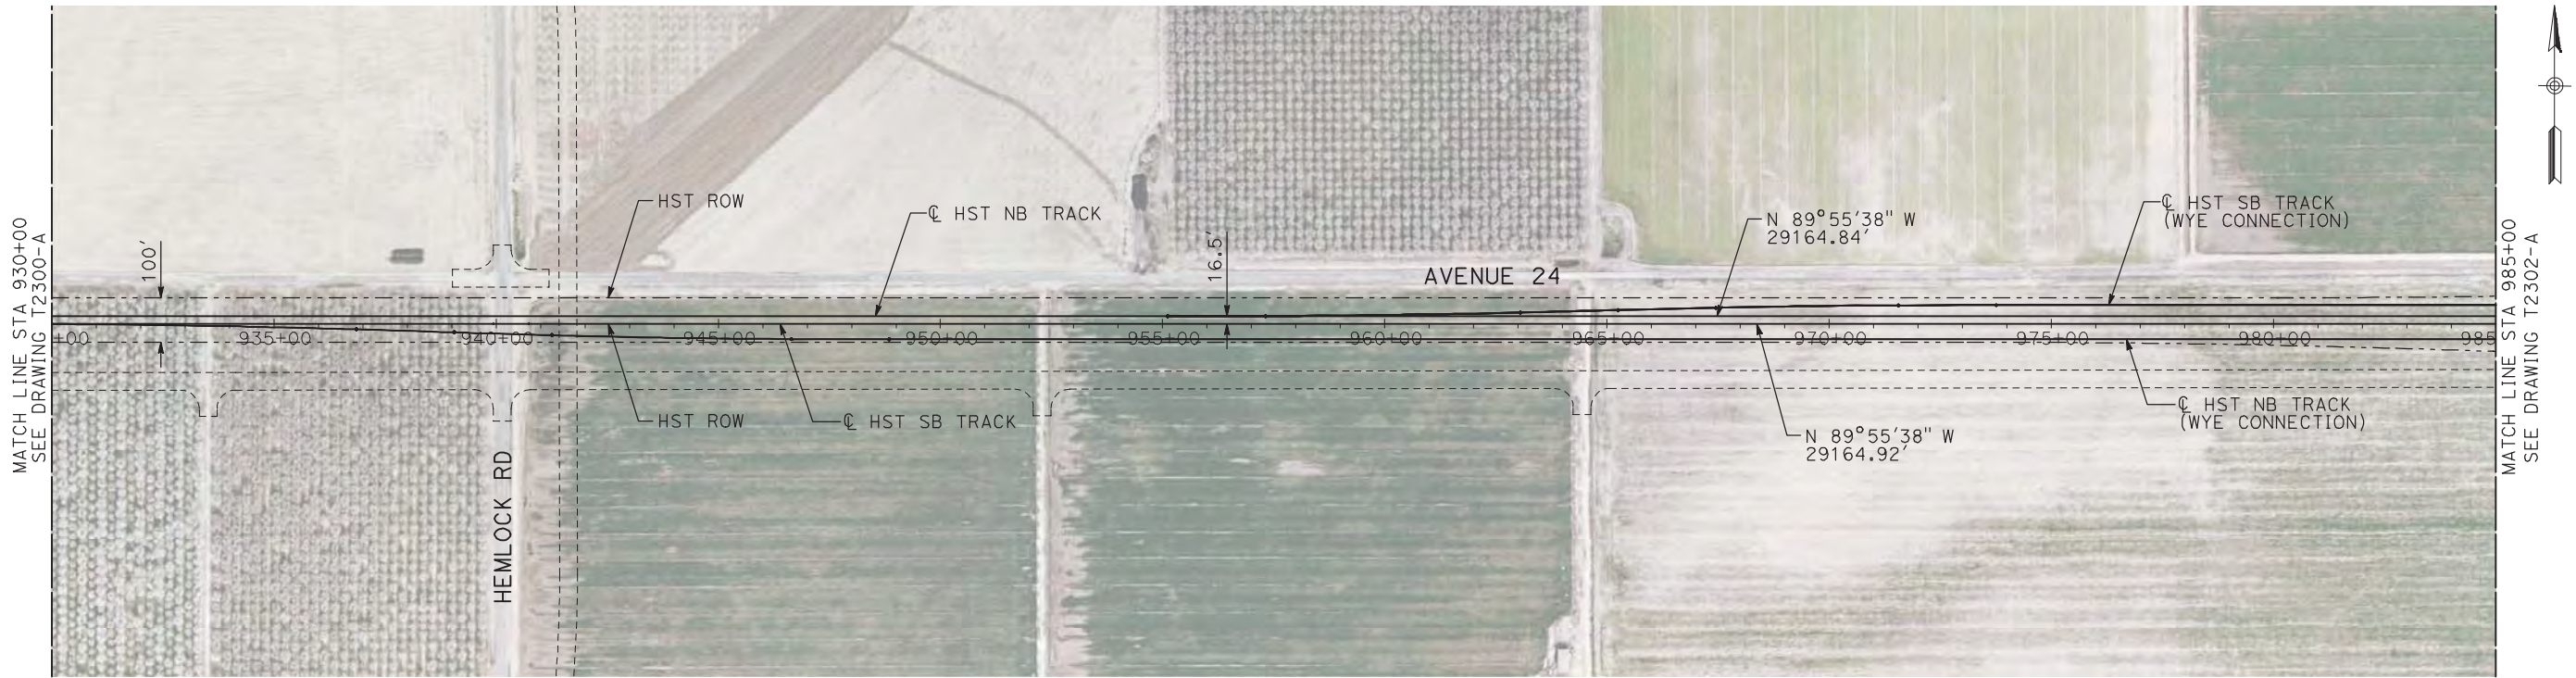 MATCH LINE STA 930+00
SEE DRAWING T2300-A
100'
HST ROW
℄ HST NB TRACK
16.5'
N 89°55'38" W
29164.84'
℄ HST SB TRACK
(WYE CONNECTION)
AVENUE 24
+00
935+00
940+00
945+00
950+00
955+00
960+00
965+00
970+00
975+00
980+00
985
HST ROW
℄ HST SB TRACK
N 89°55'38" W
29164.92'
℄ HST NB TRACK
(WYE CONNECTION)
HEMLOCK RD
MATCH LINE STA 985+00
SEE DRAWING T2302-A